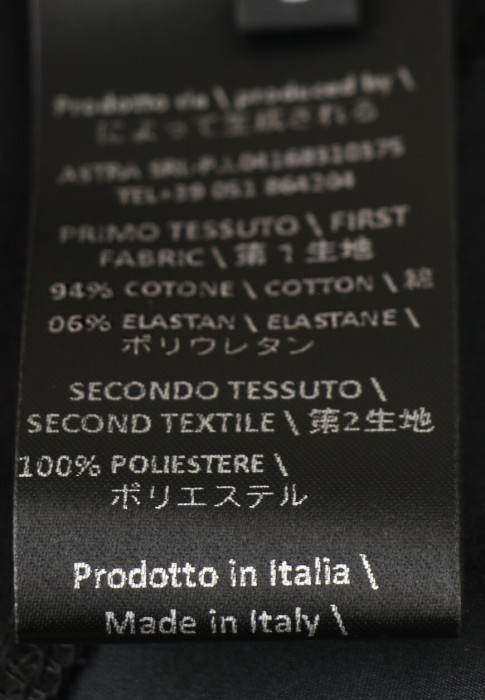 Prodotto da \ produced by \
によって生成される
ASTRA SRL-P.I.04168310375
TEL+39 051 864204
PRIMO TESSUTO \ FIRST
FABRIC \ 第1生地
94% COTONE \ COTTON \ 綿
06% ELASTAN \ ELASTANE \
ポリウレタン
SECONDO TESSUTO \
SECOND TEXTILE \ 第2生地
100% POLIESTERE \
ポリエステル
Prodotto in Italia \
Made in Italy \